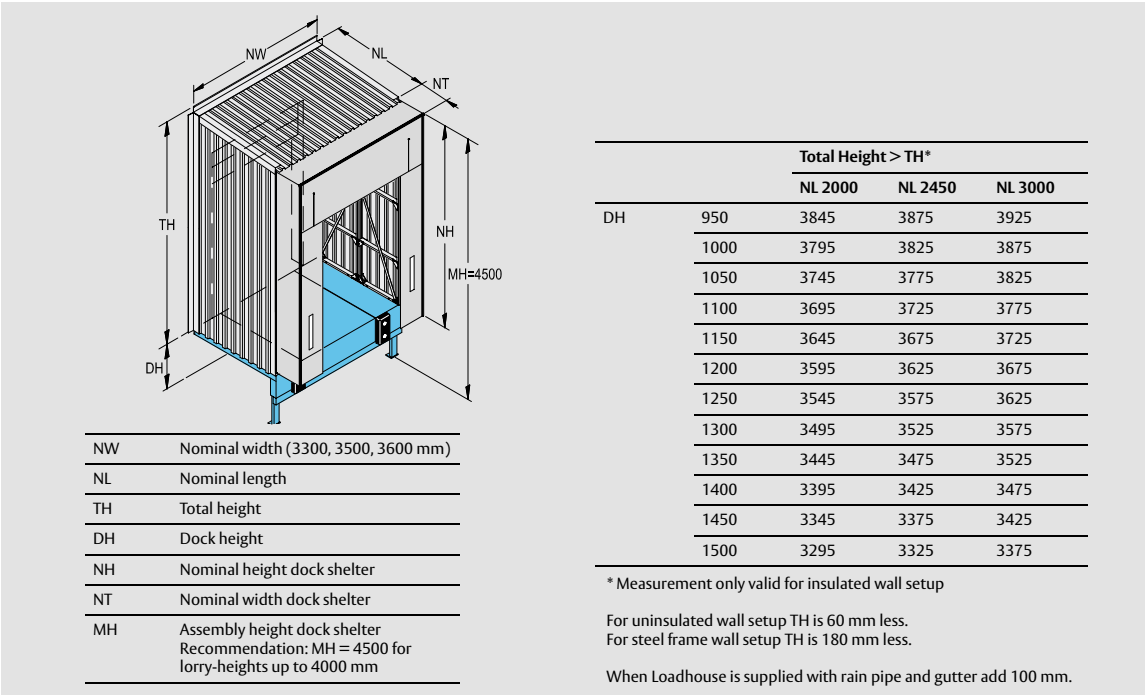 NW
NL
NT
TH
NH
MH=4500
DH
NW Nominal width (3300, 3500, 3600 mm)
NL Nominal length
TH Total height
DH Dock height
NH Nominal height dock shelter
NT Nominal width dock shelter
MH Assembly height dock shelter
Recommendation: MH = 4500 for
lorry-heights up to 4000 mm
Total Height > TH*
NL 2000 NL 2450 NL 3000
DH 950 3845 3875 3925
1000 3795 3825 3875
1050 3745 3775 3825
1100 3695 3725 3775
1150 3645 3675 3725
1200 3595 3625 3675
1250 3545 3575 3625
1300 3495 3525 3575
1350 3445 3475 3525
1400 3395 3425 3475
1450 3345 3375 3425
1500 3295 3325 3375
* Measurement only valid for insulated wall setup
For uninsulated wall setup TH is 60 mm less.
For steel frame wall setup TH is 180 mm less.
When Loadhouse is supplied with rain pipe and gutter add 100 mm.